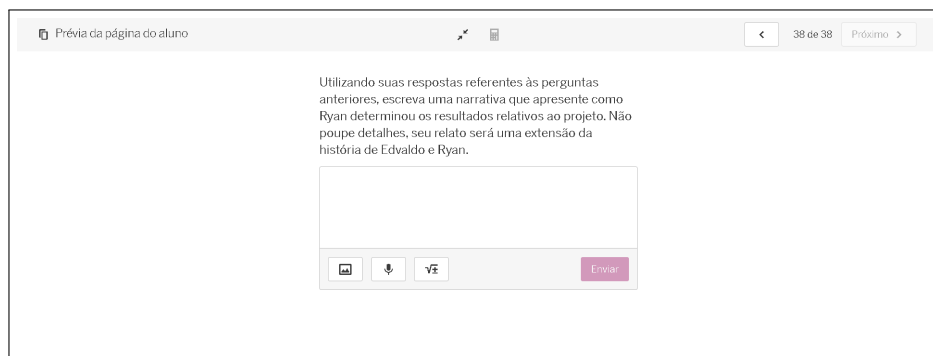 Prévia da página do aluno
38 de 38
Próximo
Utilizando suas respostas referentes às perguntas
anteriores, escreva uma narrativa que apresente como
Ryan determinou os resultados relativos ao projeto. Não
poupe detalhes, seu relato será uma extensão da
história de Edvaldo e Ryan.
√±
Enviar